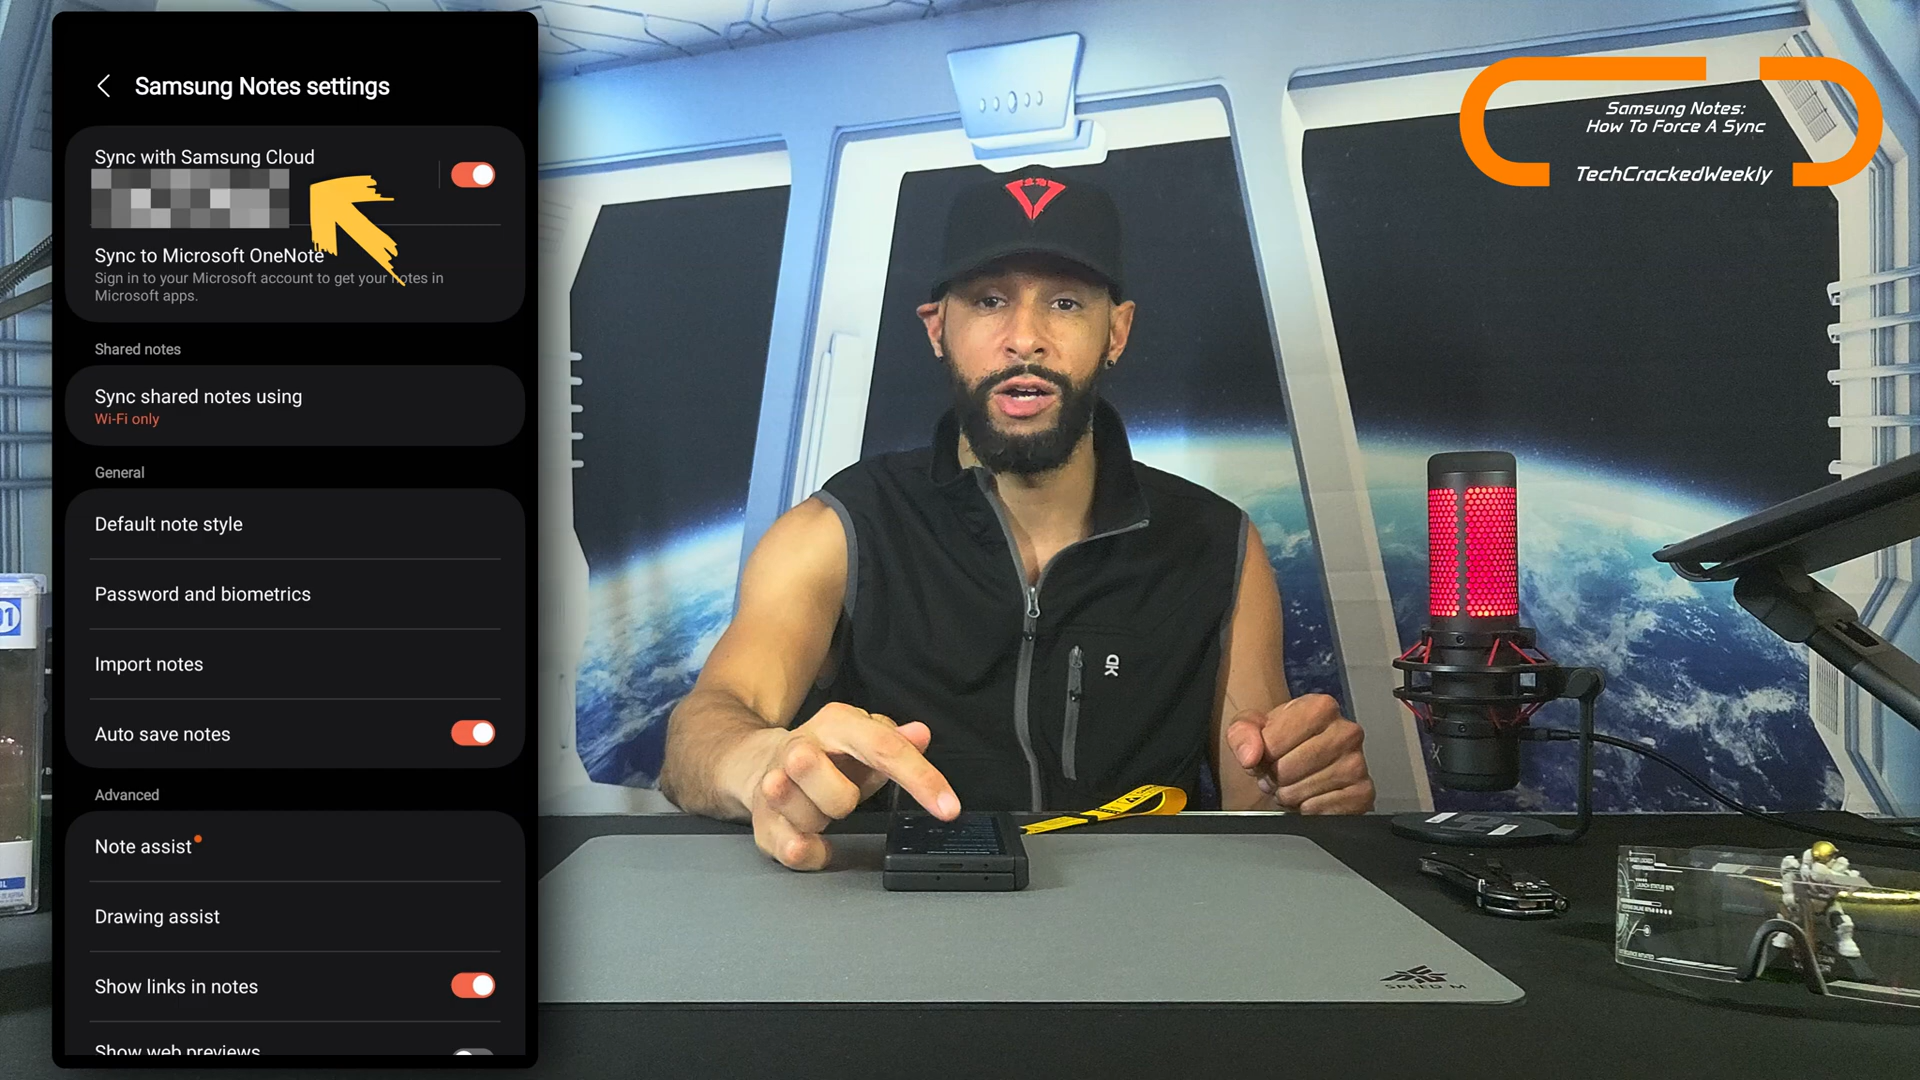 Samsung Notes settings
Sync with Samsung Cloud
Sync to Microsoft OneNote
Sign in to your Microsoft account to get your notes in
Microsoft apps.
Shared notes
Sync shared notes using
Wi-Fi only
General
Default note style
Password and biometrics
Import notes
Auto save notes
Advanced
Note assist
Drawing assist
Show links in notes
Show web previews
Samsung Notes:
How To Force A Sync
TechCrackedWeekly
SPEED M